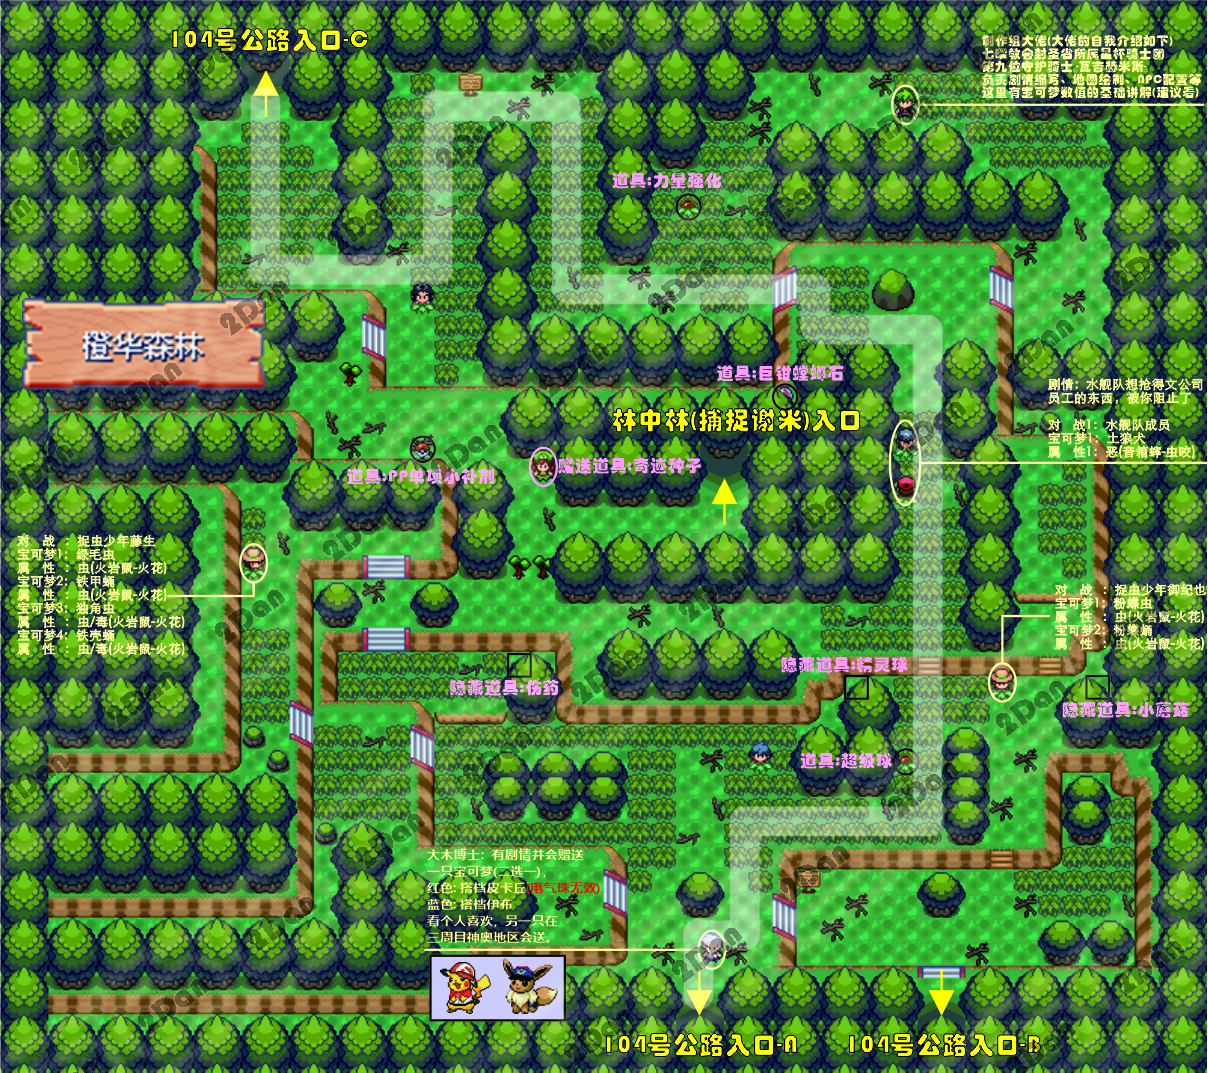 104号公路入口-C
制作组大佬(大佬的自我介绍如下)
七季教会封圣省所属圣杯骑士团
第九位守护骑士·瓦吉赫米斯
负责剧情编写、地图绘制、NPC配置等
这里有宝可梦数值的基础讲解(建议看)
道具:力量强化
橙华森林
道具:巨钳螳螂石
剧情：水舰队想抢得文公司
员工的东西，被你阻止了
林中林(捕捉谢米)入口
对　战1：水舰队成员
宝可梦1：土狼犬
属　性1：恶(音箱蟀-虫咬)
赠送道具:奇迹种子
道具:PP单项小补剂
对　战　：捉虫少年藤生
宝可梦1：绿毛虫
属　性　：虫(火岩鼠-火花)
宝可梦2：铁甲蛹
属　性　：虫(火岩鼠-火花)
宝可梦3：独角虫
属　性　：虫/毒(火岩鼠-火花)
宝可梦4：铁壳蛹
属　性　：虫/毒(火岩鼠-火花)
对　战　：捉虫少年御纪也
宝可梦1：粉蝶虫
属　性　：虫(火岩鼠-火花)
宝可梦2：粉蝶蛹
属　性　：虫(火岩鼠-火花)
隐藏道具:精灵球
隐藏道具:伤药
隐藏道具:小蘑菇
道具:超级球
大木博士：有剧情并会赠送
一只宝可梦(二选一)，
红色:搭档皮卡丘(电气球无效)
蓝色:搭档伊布
看个人喜欢，另一只在
三周目神奥地区会送。
104号公路入口-A
104号公路入口-B
2Dan